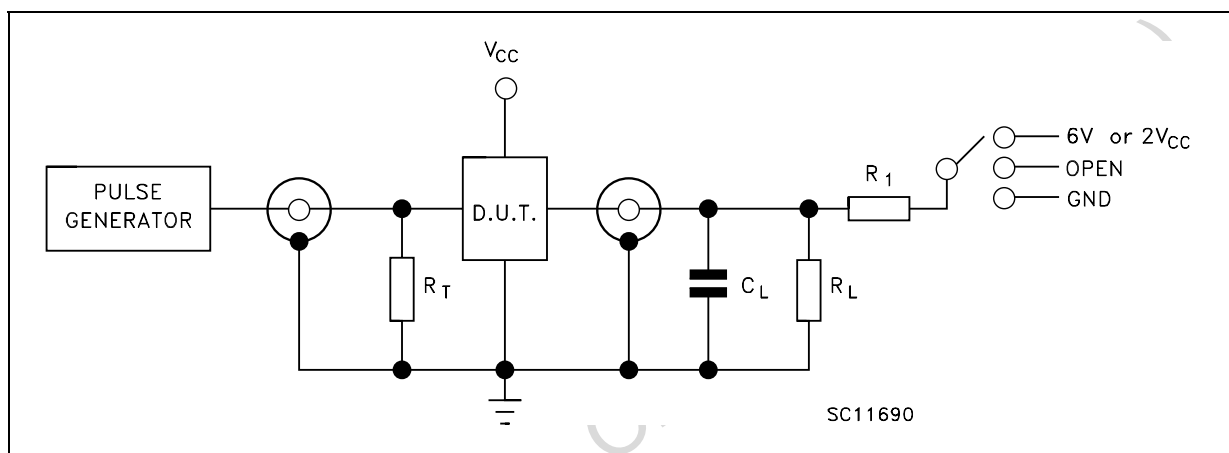 VCC
6V or 2VCC
OPEN
GND
R1
PULSE
GENERATOR
D.U.T.
RT
CL
RL
SC11690